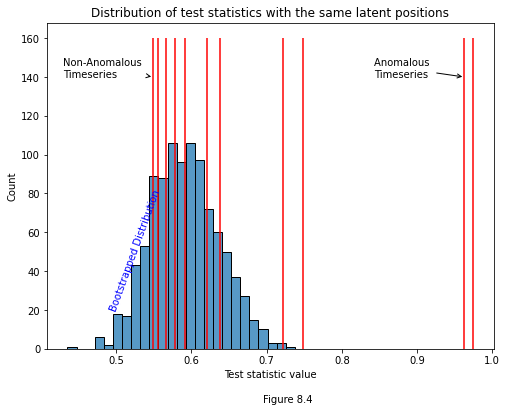 Distribution of test statistics with the same latent positions
160
140
120
100
80
60
40
20
0
Count
Non-Anomalous
Timeseries
Anomalous
Timeseries
Bootstrapped Distribution
0.5 0.6 0.7 0.8 0.9 1.0
Test statistic value
Figure 8.4